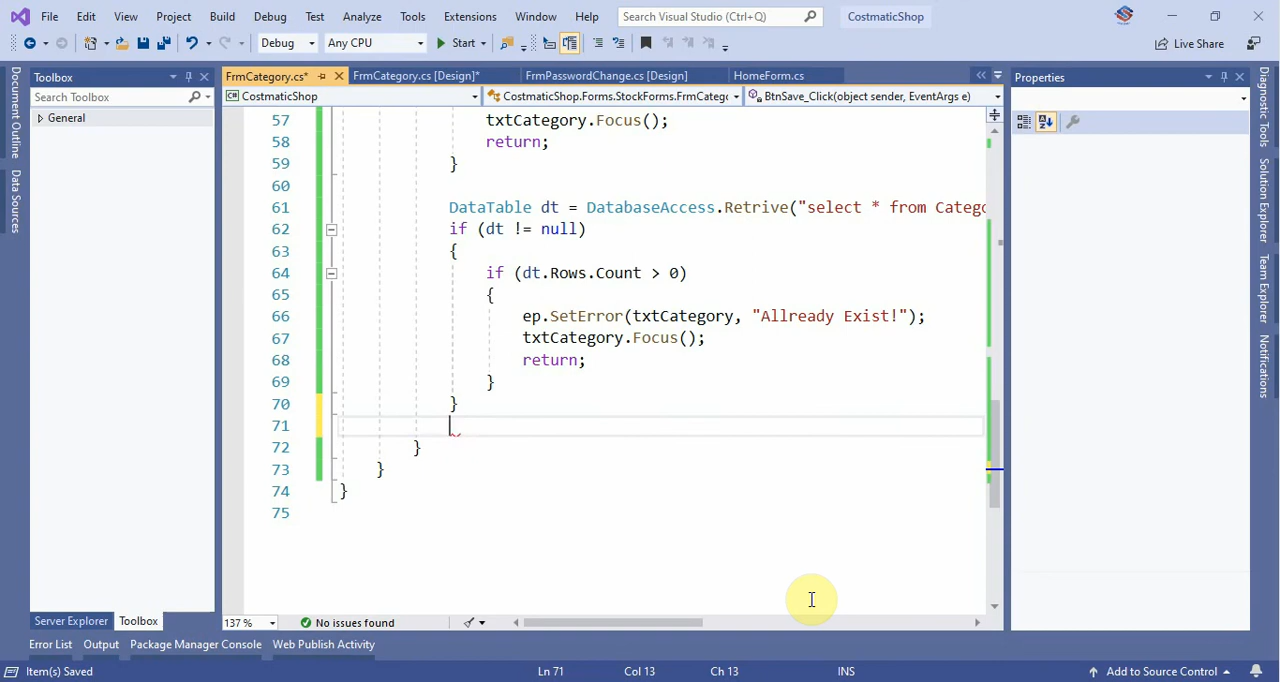 File Edit View Project Build Debug Test Analyze Tools Extensions Window Help Search Visual Studio (Ctrl+Q) CostmaticShop
Debug Any CPU Start Live Share
Toolbox
FrmCategory.cs* FrmCategory.cs [Design]* FrmPasswordChange.cs [Design] HomeForm.cs
Properties
Search Toolbox
CostmaticShop CostmaticShop.Forms.StockForms.FrmCateg BtnSave_Click(object sender, EventArgs e)
General
57 txtCategory.Focus();
58 return;
59 }
60
61 DataTable dt = DatabaseAccess.Retrive("select * from Catego
62 if (dt != null)
63 {
64 if (dt.Rows.Count > 0)
65 {
66 ep.SetError(txtCategory, "Allready Exist!");
67 txtCategory.Focus();
68 return;
69 }
70 }
71
72 }
73 }
74 }
75
Document Outline
Data Sources
Diagnostic Tools
Solution Explorer
Team Explorer
Notifications
Server Explorer Toolbox
137 % No issues found
Error List Output Package Manager Console Web Publish Activity
Item(s) Saved Ln 71 Col 13 Ch 13 INS Add to Source Control